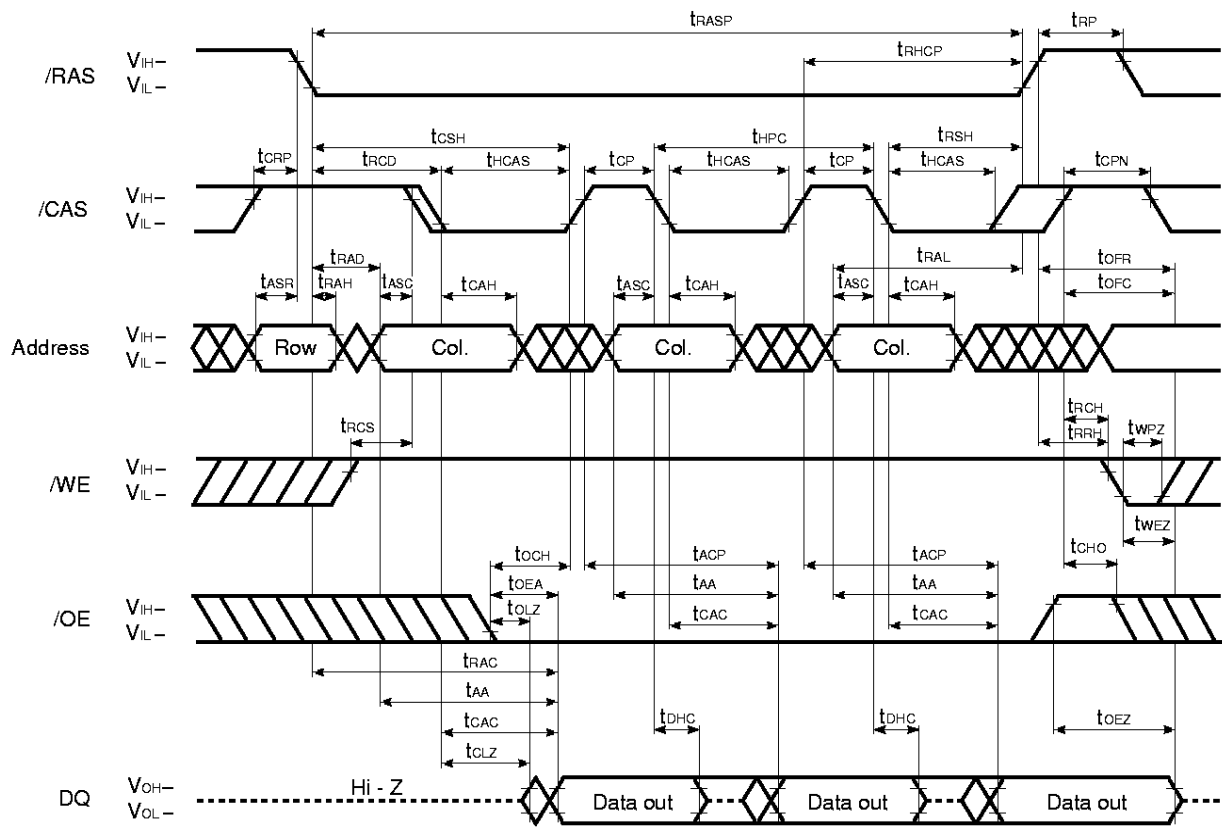 tRASP tRP
tRHCP
/RAS VIH–
VIL–
tCSH tHPC tRSH
tCRP tRCD tHCAS tCP tHCAS tCP tHCAS tCPN
/CAS VIH–
VIL–
tRAD tRAL tOFR
tASR tRAH tASC tCAH tASC tCAH tASC tCAH tOFC
Address VIH–
VIL–
Row Col. Col. Col.
tRCH
tRCS tRRH tWPZ
/WE VIH–
VIL–
tWEZ
tOCH tACP tACP tCHO
tOEA tAA tAA
tOLZ tCAC tCAC
/OE VIH–
VIL–
tRAC
tAA
tCAC tDHC tDHC tOEZ
tCLZ
DQ VOH–
VOL–
Hi - Z Data out Data out Data out